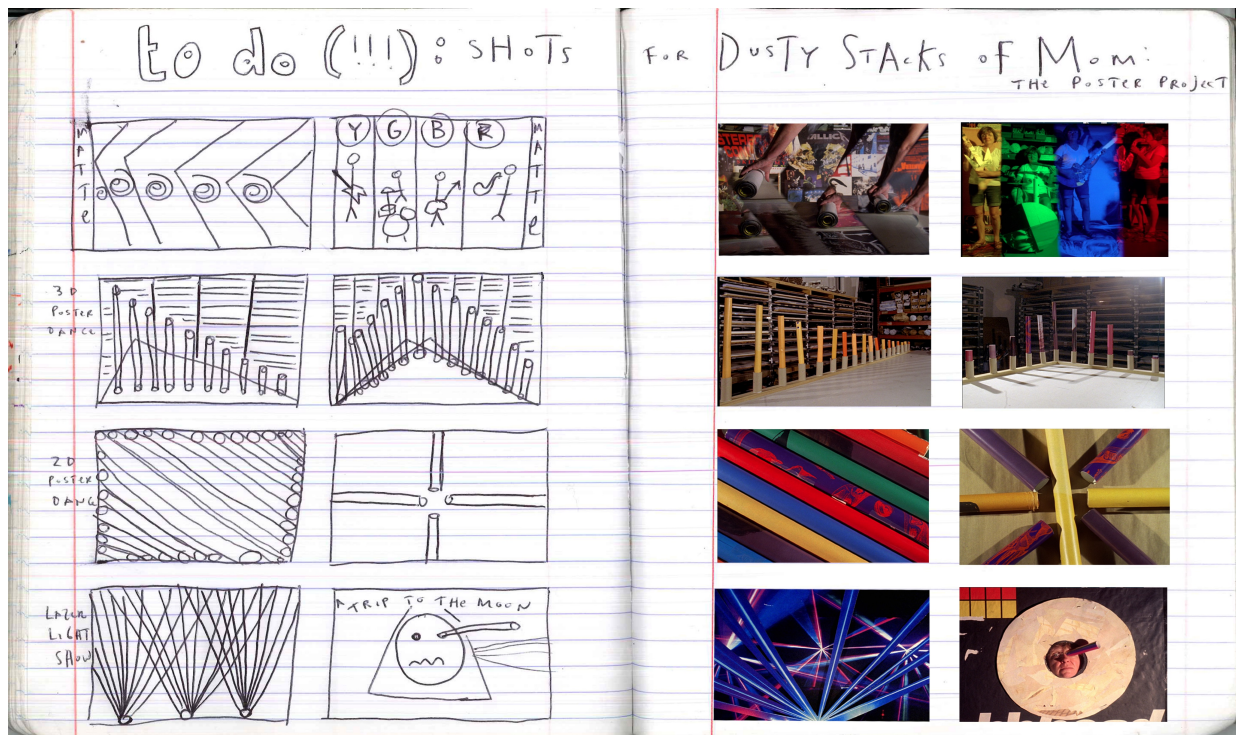 to do (!!!): SHOTS FOR DUSTY STACKS of Mom:
THE POSTER PROJECT
MATTE
Y G B R
MATTE
3D
POSTER
DANCE
2D
POSTER
DANC
LAZER
LIGHT
SHOW
A TRIP TO THE MOON